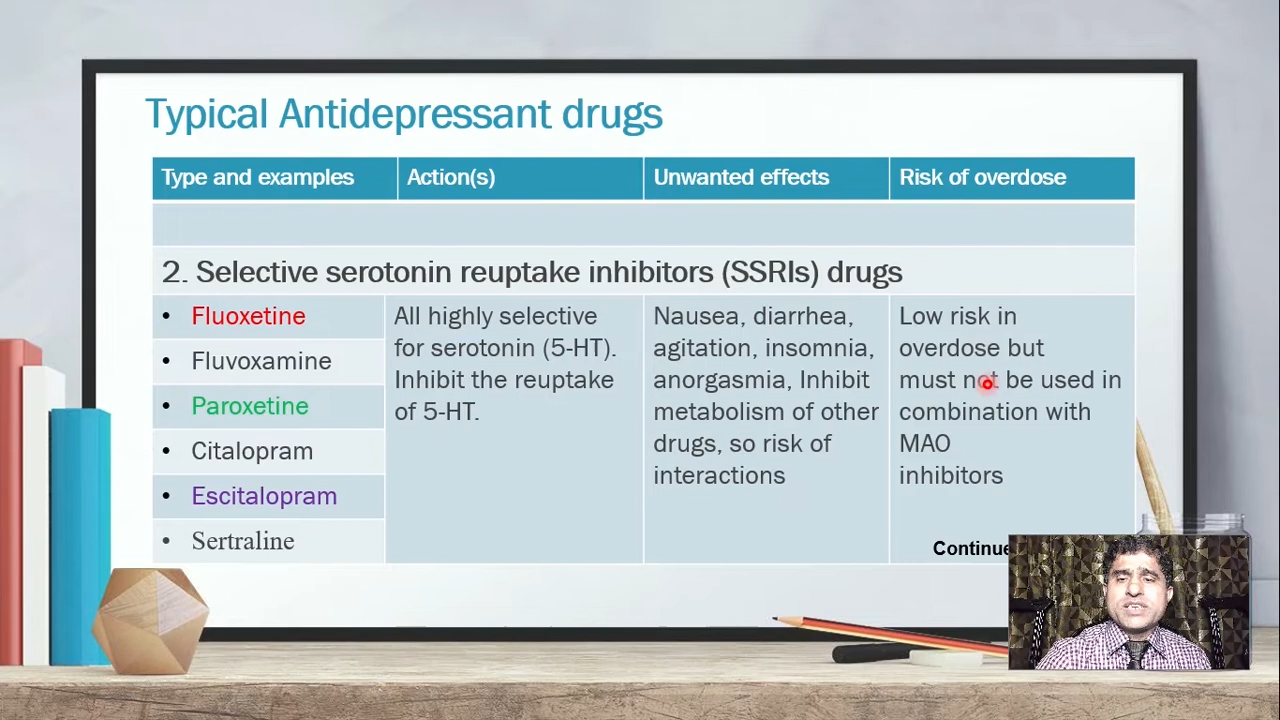 Typical Antidepressant drugs
Type and examples
Action(s)
Unwanted effects
Risk of overdose
2. Selective serotonin reuptake inhibitors (SSRIs) drugs
• Fluoxetine
• Fluvoxamine
• Paroxetine
• Citalopram
• Escitalopram
• Sertraline
All highly selective
for serotonin (5-HT).
Inhibit the reuptake
of 5-HT.
Nausea, diarrhea,
agitation, insomnia,
anorgasmia, Inhibit
metabolism of other
drugs, so risk of
interactions
Low risk in
overdose but
must not be used in
combination with
MAO
inhibitors
Continue